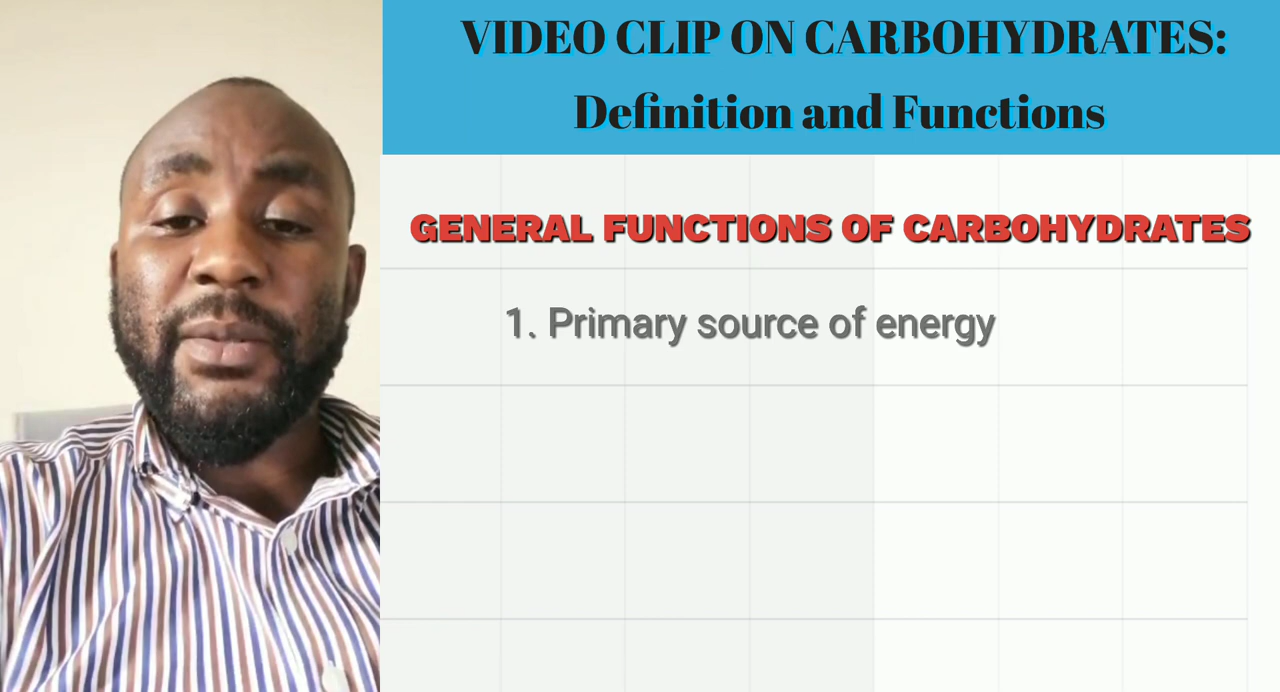 VIDEO CLIP ON CARBOHYDRATES:
Definition and Functions
GENERAL FUNCTIONS OF CARBOHYDRATES
1. Primary source of energy